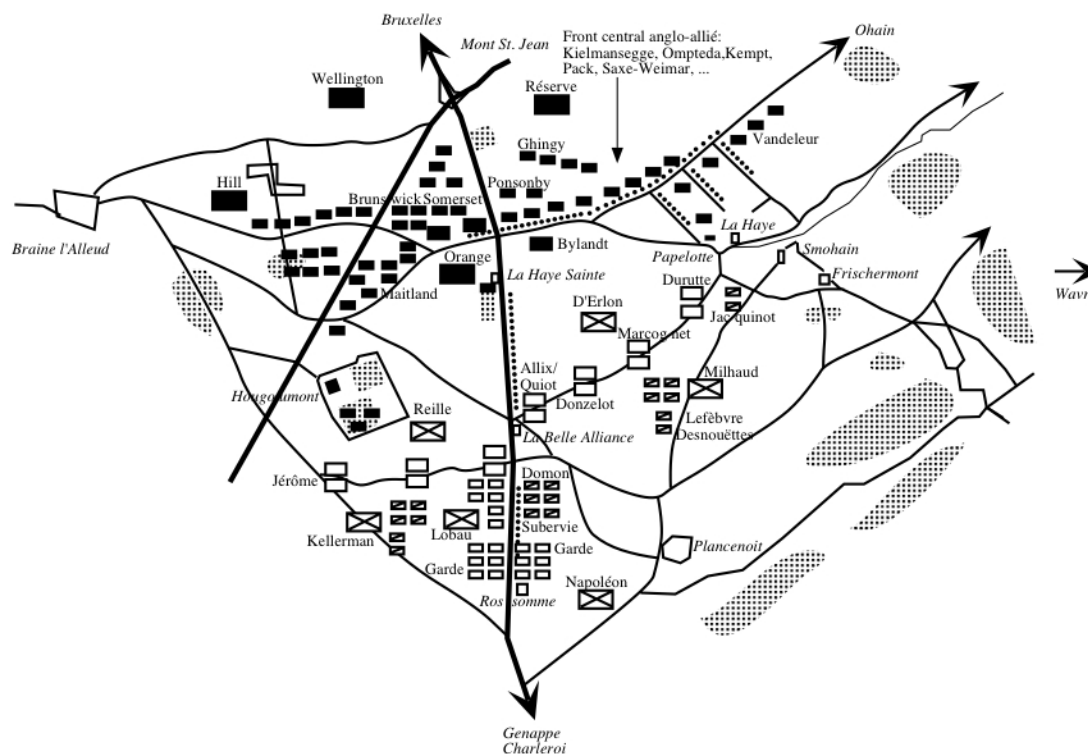 Bruxelles
Mont St. Jean
Ohain
Front central anglo-allié:
Kielmansegge, Ompteda,Kempt,
Pack, Saxe-Weimar, ...
Wellington
Réserve
Vandeleur
Ghingy
Hill
Ponsonby
Brunswick
Somerset
La Haye
Braine l'Alleud
Bylandt
Papelotte
Smohain
Orange
La Haye Sainte
Frischermont
Durutte
Wavr
Maitland
D'Erlon
Jacquinot
Marcognet
Allix/
Quiot
Milhaud
Hougoumont
Reille
Donzelot
Lefèbvre
Desnouëttes
La Belle Alliance
Jérôme
Domon
Kellerman
Lobau
Subervie
Plancenoit
Garde
Garde
Napoléon
Rossomme
Genappe
Charleroi